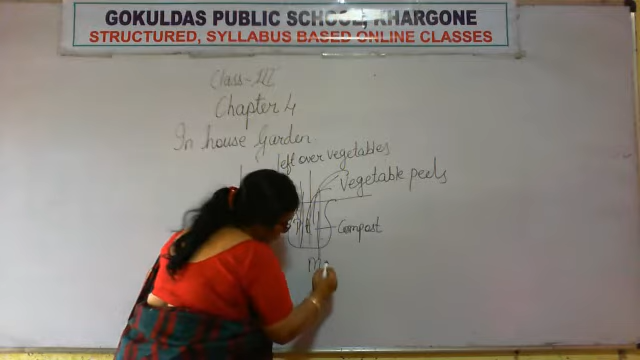 GOKULDAS PUBLIC SCHOOL, KHARGONE
STRUCTURED, SYLLABUS BASED ONLINE CLASSES
Class-III
Chapter 4
In house Garden
left over vegetables
Vegetable peels
Compost